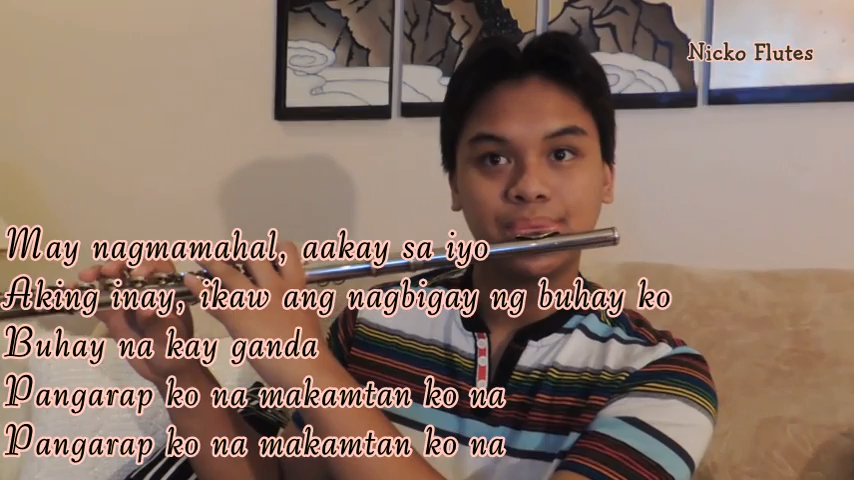 Nicko Flutes
May nagmamahal, aakay sa iyo
Aking inay, ikaw ang nagbigay ng buhay ko
Buhay na kay ganda
Pangarap ko na makamtan ko na
Pangarap ko na makamtan ko na